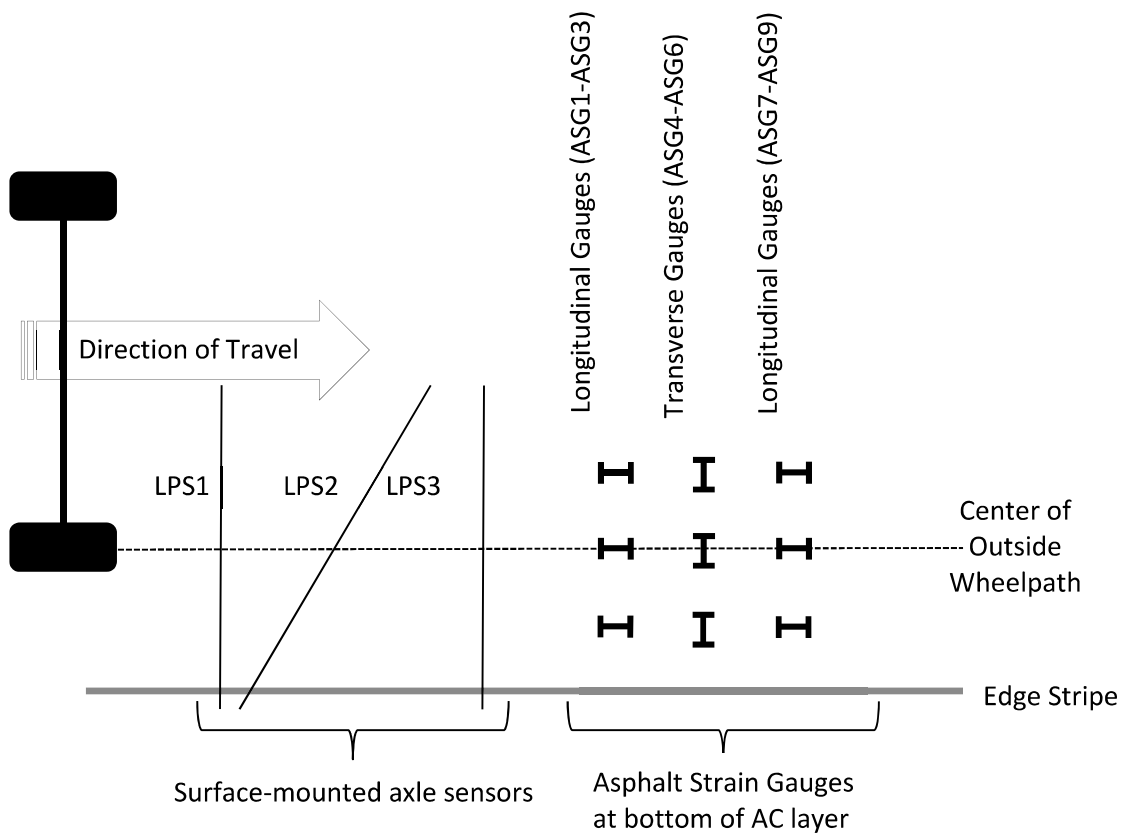 Longitudinal Gauges (ASG1-ASG3)
Transverse Gauges (ASG4-ASG6)
Longitudinal Gauges (ASG7-ASG9)
Direction of Travel
LPS1
LPS2
LPS3
Center of
Outside
Wheelpath
Edge Stripe
Surface-mounted axle sensors
Asphalt Strain Gauges
at bottom of AC layer